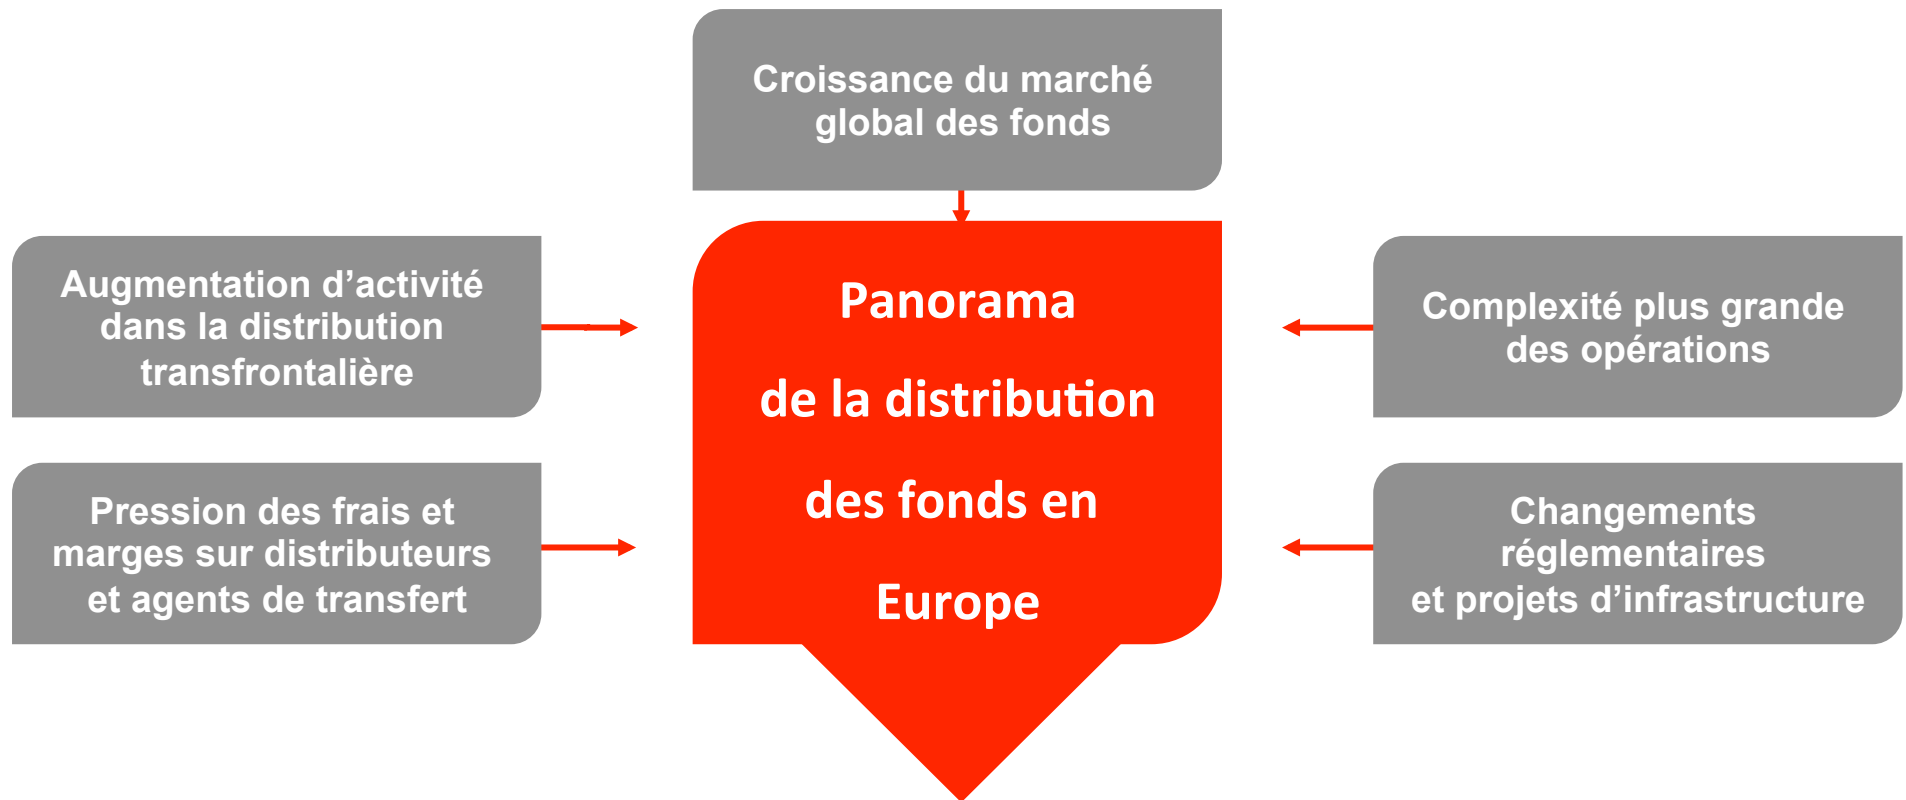 Croissance du marché
global des fonds
Augmentation d’activité
dans la distribution
transfrontalière
Pression des frais et
marges sur distributeurs
et agents de transfert
Panorama
de la distribution
des fonds en
Europe
Complexité plus grande
des opérations
Changements
réglementaires
et projets d’infrastructure